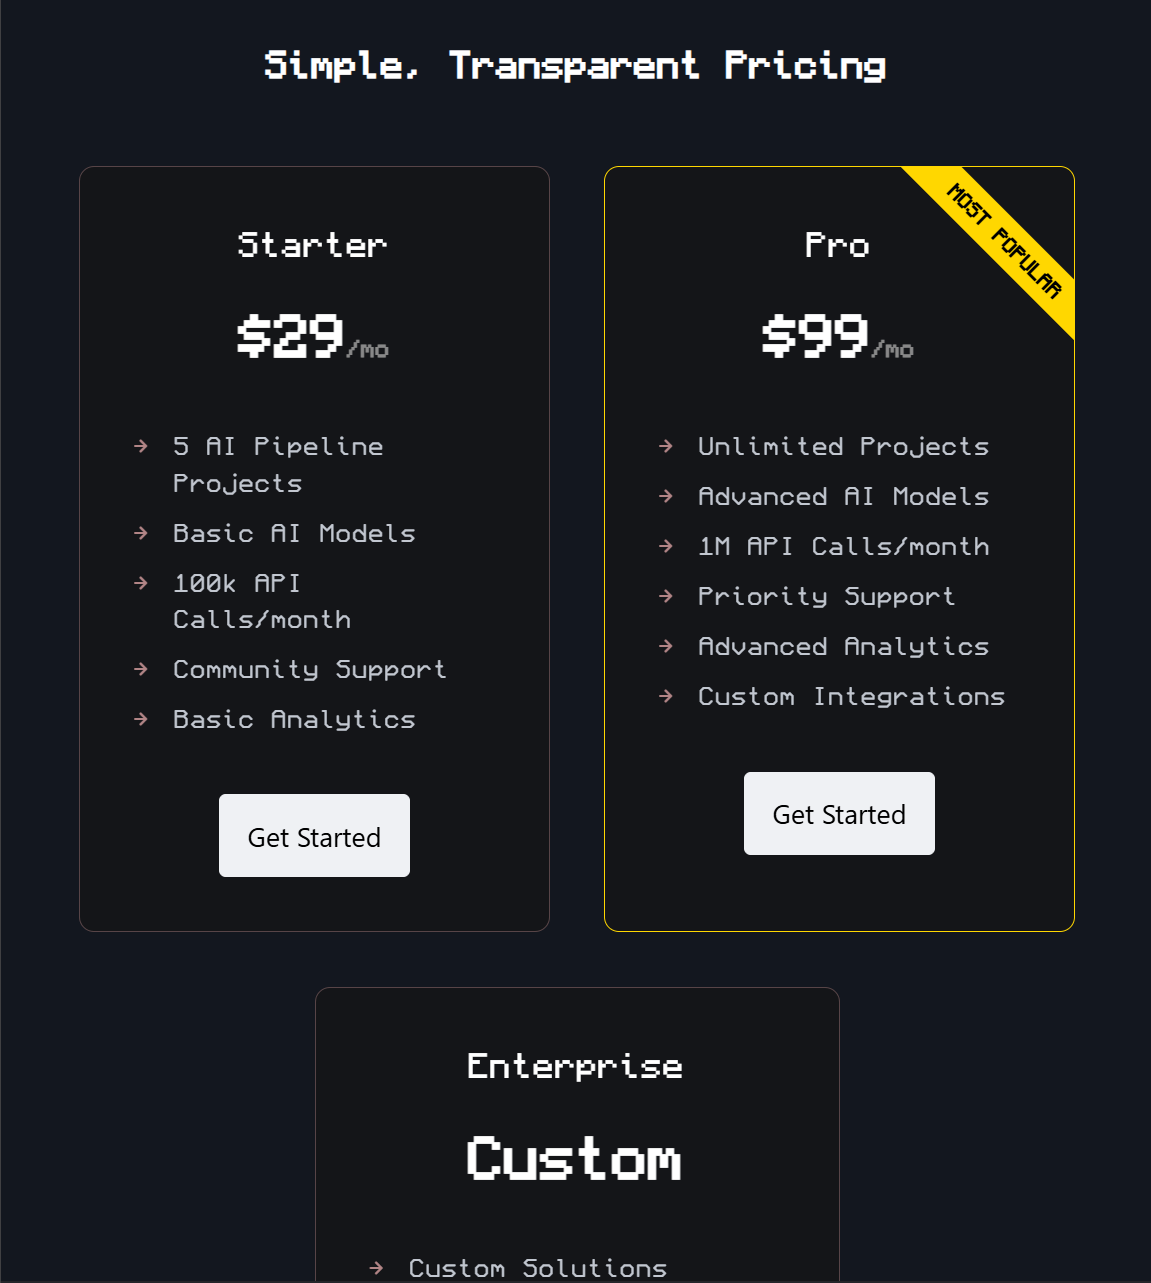 Simple, Transparent Pricing
Starter
$29/mo
→ 5 AI Pipeline
Projects
→ Basic AI Models
→ 100k API
Calls/month
→ Community Support
→ Basic Analytics
Get Started
MOST POPULAR
Pro
$99/mo
→ Unlimited Projects
→ Advanced AI Models
→ 1M API Calls/month
→ Priority Support
→ Advanced Analytics
→ Custom Integrations
Get Started
Enterprise
Custom
→ Custom Solutions